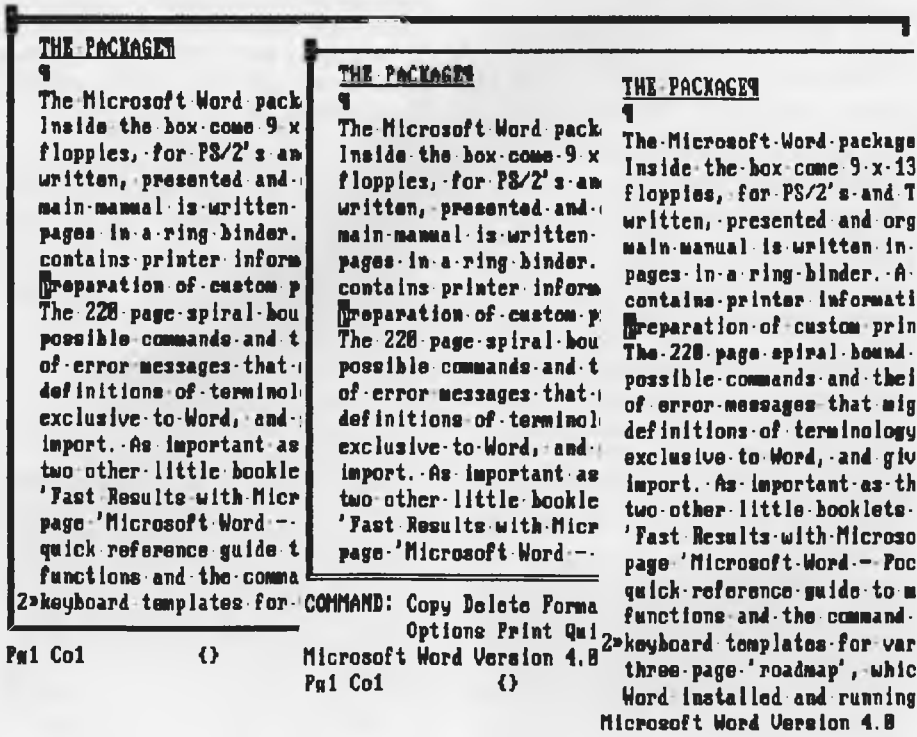 THE PACKAGE¶
¶
The Microsoft Word pack
Inside the box come 9 x
floppies, for PS/2's an
written, presented and
main manual is written
pages in a ring binder.
contains printer inform
preparation of custom p
The 220 page spiral bou
possible commands and t
of error messages that
definitions of terminol
exclusive to Word, and
import. As important as
two other little bookle
'Fast Results with Micr
page 'Microsoft Word -
quick reference guide t
functions and the comma
2»keyboard templates for
Pg1 Co1 {}
THE PACKAGE¶
¶
The Microsoft Word pack
Inside the box come 9 x
floppies, for PS/2's an
written, presented and
main manual is written
pages in a ring binder.
contains printer inform
preparation of custom p
The 220 page spiral bou
possible commands and t
of error messages that
definitions of terminol
exclusive to Word, and
import. As important as
two other little bookle
'Fast Results with Micr
page 'Microsoft Word -
COMMAND: Copy Delete Forma
Options Print Qui
Microsoft Word Version 4.0
Pg1 Co1 {}
THE PACKAGE¶
¶
The Microsoft Word package
Inside the box come 9 x 13
floppies, for PS/2's and T
written, presented and org
main manual is written in
pages in a ring binder. A
contains printer informati
preparation of custom prin
The 220 page spiral bound
possible commands and thei
of error messages that mig
definitions of terminology
exclusive to Word, and giv
import. As important as th
two other little booklets
'Fast Results with Microso
page 'Microsoft Word - Poc
quick reference guide to m
functions and the command
2»keyboard templates for var
three page 'roadmap', whic
Word installed and running
Microsoft Word Version 4.0